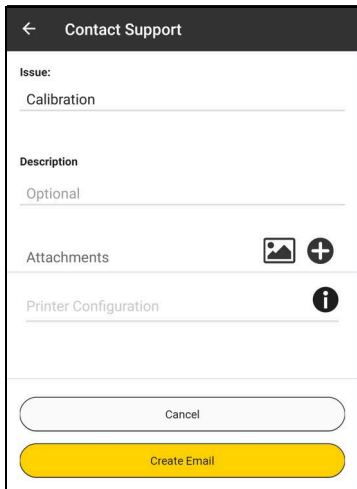 Contact Support
Issue:
Calibration
Description
Optional
Attachments
Printer Configuration
Cancel
Create Email